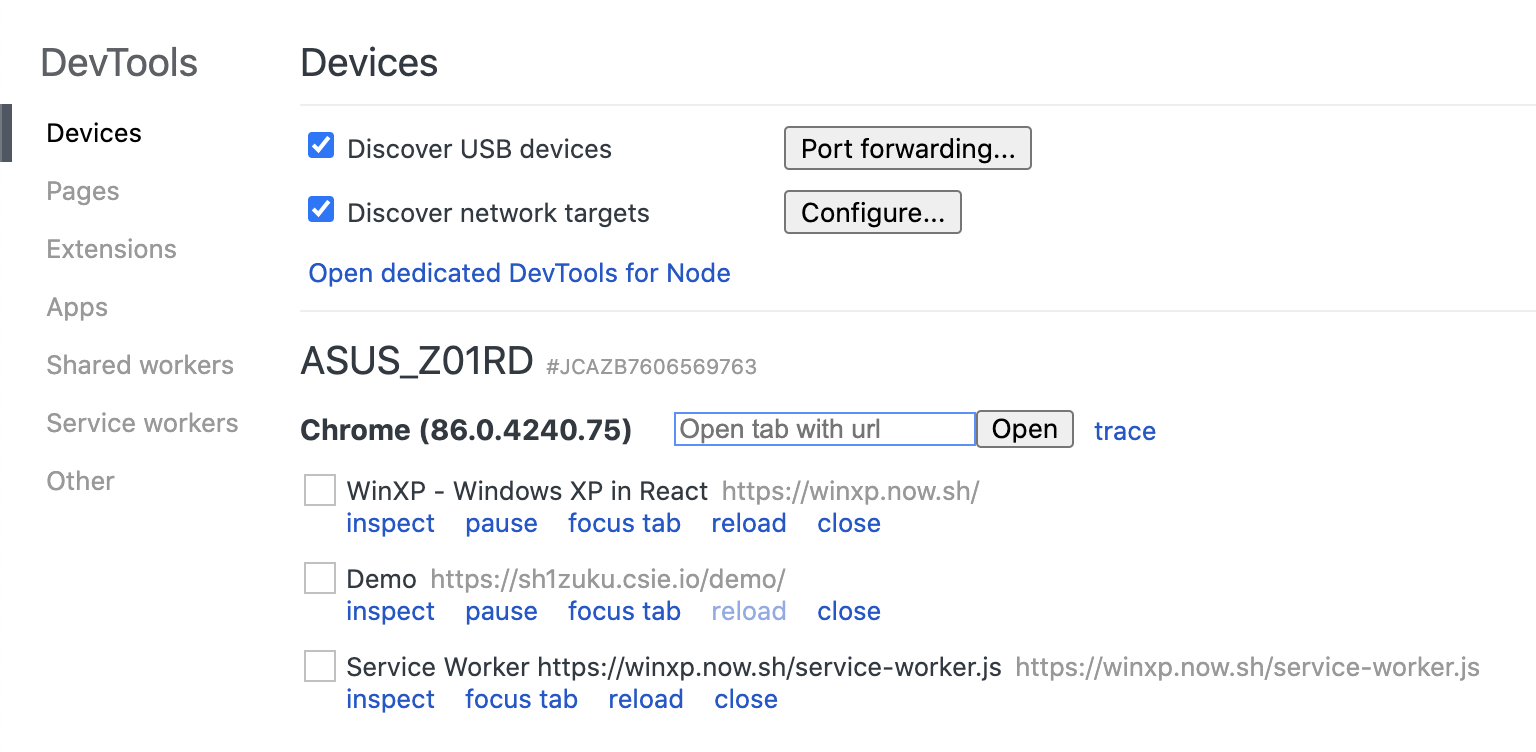 DevTools
Devices
Pages
Extensions
Apps
Shared workers
Service workers
Other
Devices
Discover USB devices Port forwarding...
Discover network targets Configure...
Open dedicated DevTools for Node
ASUS_Z01RD #JCAZB7606569763
Chrome (86.0.4240.75) Open tab with url Open trace
WinXP - Windows XP in React https://winxp.now.sh/
inspect pause focus tab reload close
Demo https://sh1zuku.csie.io/demo/
inspect pause focus tab reload close
Service Worker https://winxp.now.sh/service-worker.js https://winxp.now.sh/service-worker.js
inspect focus tab reload close